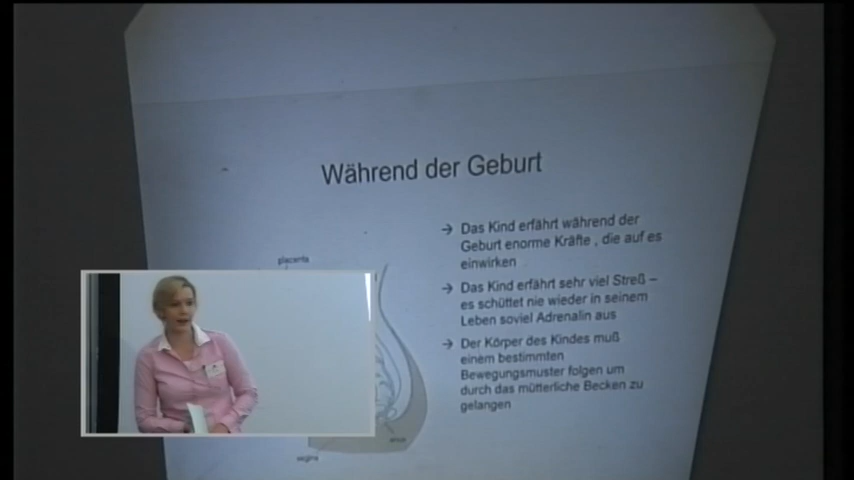 Während der Geburt
→ Das Kind erfährt während der
Geburt enorme Kräfte , die auf es
einwirken
→ Das Kind erfährt sehr viel Streß –
es schüttet nie wieder in seinem
Leben soviel Adrenalin aus
→ Der Körper des Kindes muß
einem bestimmten
Bewegungsmuster folgen um
durch das mütterliche Becken zu
gelangen
placenta
anus
vagina